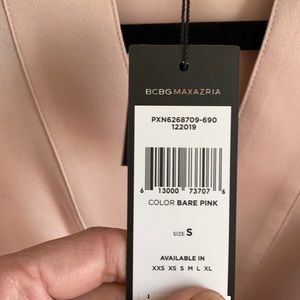 BCBGMAXAZRIA
PXN6268709-690
122019
6 13000 73707 6
COLOR BARE PINK
SIZE S
AVAILABLE IN
XXS XS S M L XL